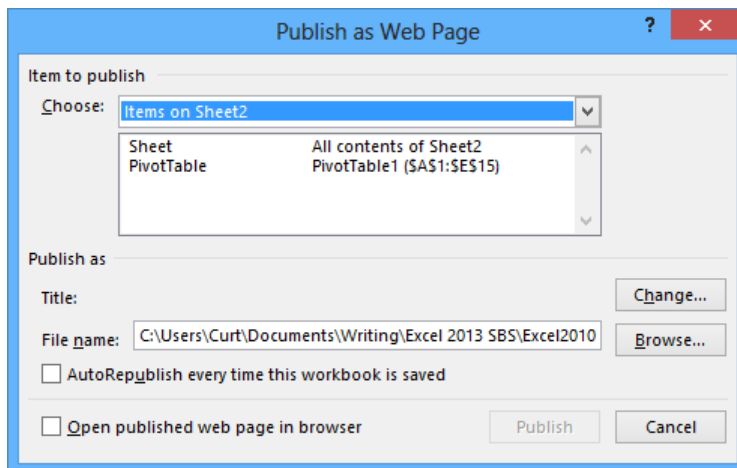 Publish as Web Page
?
Item to publish
Choose: Items on Sheet2
Sheet All contents of Sheet2
PivotTable PivotTable1 ($A$1:$E$15)
Publish as
Title: Change...
File name: C:\Users\Curt\Documents\Writing\Excel 2013 SBS\Excel2010 Browse...
AutoRepublish every time this workbook is saved
Open published web page in browser Publish Cancel